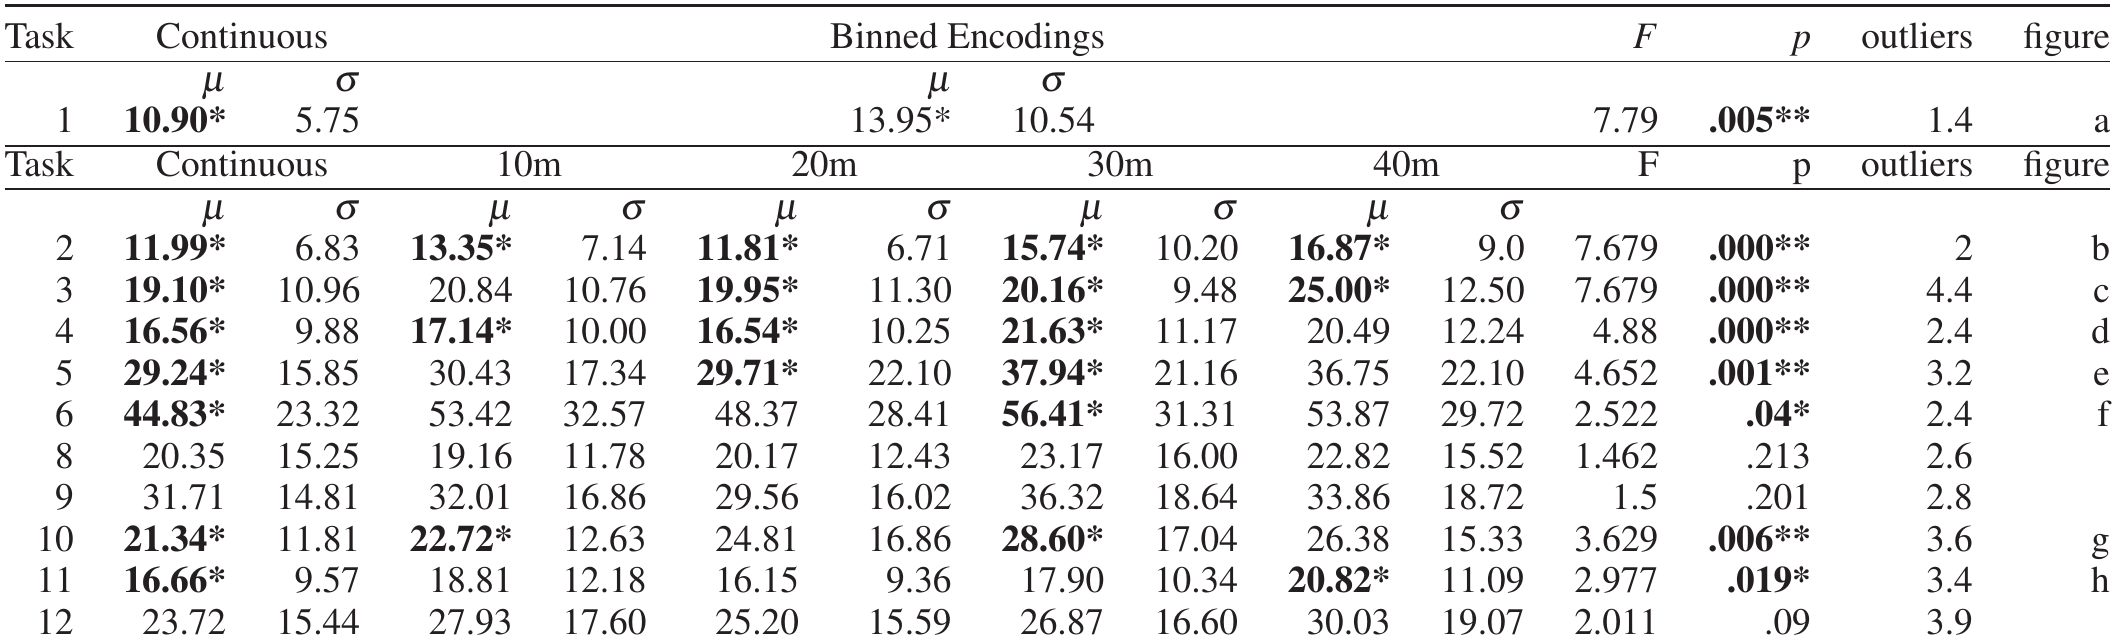 Task Continuous Binned Encodings F p outliers figure
μ σ μ σ
1 10.90* 5.75 13.95* 10.54 7.79 .005** 1.4 a
Task Continuous 10m 20m 30m 40m F p outliers figure
μ σ μ σ μ σ μ σ μ σ
2 11.99* 6.83 13.35* 7.14 11.81* 6.71 15.74* 10.20 16.87* 9.0 7.679 .000** 2 b
3 19.10* 10.96 20.84 10.76 19.95* 11.30 20.16* 9.48 25.00* 12.50 7.679 .000** 4.4 c
4 16.56* 9.88 17.14* 10.00 16.54* 10.25 21.63* 11.17 20.49 12.24 4.88 .000** 2.4 d
5 29.24* 15.85 30.43 17.34 29.71* 22.10 37.94* 21.16 36.75 22.10 4.652 .001** 3.2 e
6 44.83* 23.32 53.42 32.57 48.37 28.41 56.41* 31.31 53.87 29.72 2.522 .04* 2.4 f
8 20.35 15.25 19.16 11.78 20.17 12.43 23.17 16.00 22.82 15.52 1.462 .213 2.6
9 31.71 14.81 32.01 16.86 29.56 16.02 36.32 18.64 33.86 18.72 1.5 .201 2.8
10 21.34* 11.81 22.72* 12.63 24.81 16.86 28.60* 17.04 26.38 15.33 3.629 .006** 3.6 g
11 16.66* 9.57 18.81 12.18 16.15 9.36 17.90 10.34 20.82* 11.09 2.977 .019* 3.4 h
12 23.72 15.44 27.93 17.60 25.20 15.59 26.87 16.60 30.03 19.07 2.011 .09 3.9